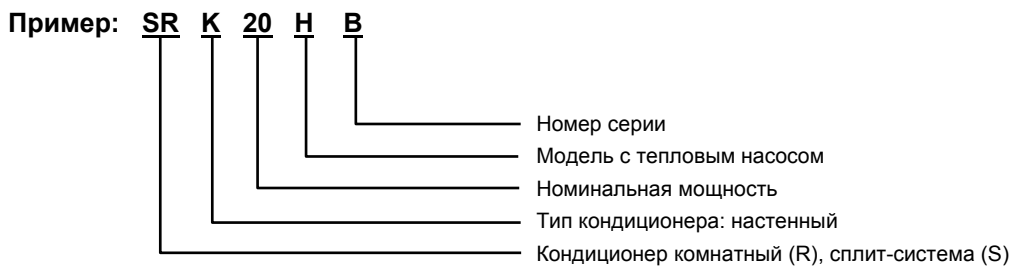 Пример: SR K 20 H B
Номер серии
Модель с тепловым насосом
Номинальная мощность
Тип кондиционера: настенный
Кондиционер комнатный (R), сплит-система (S)